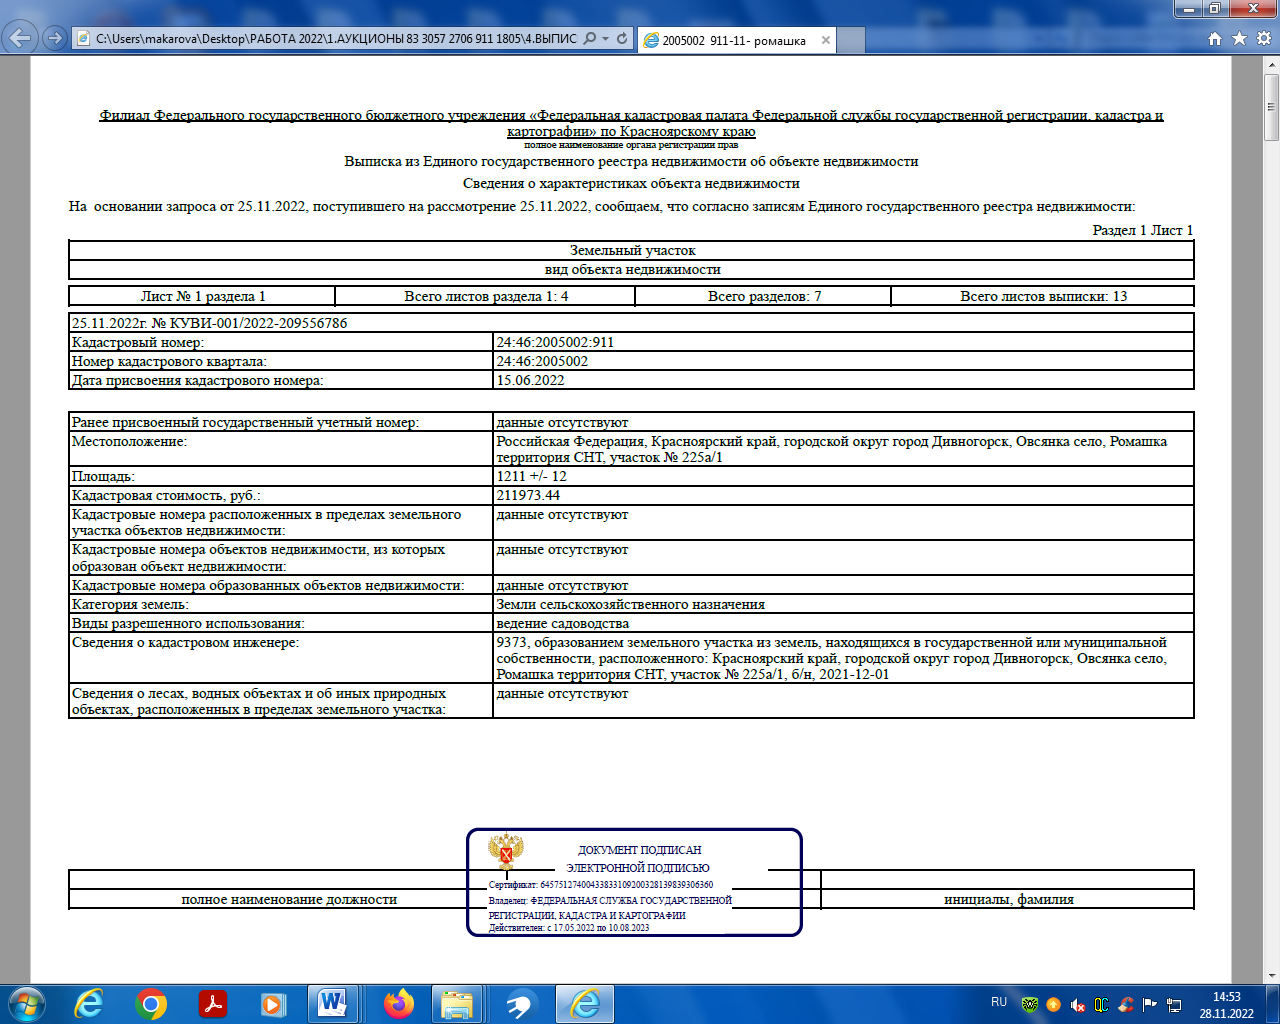 C:\Users\makarova\Desktop\РАБОТА 2022\1.АУКЦИОНЫ 83 3057 2706 911 1805\4.ВЫПИС
2005002 911-11- ромашка
Филиал Федерального государственного бюджетного учреждения «Федеральная кадастровая палата Федеральной службы государственной регистрации, кадастра и
картографии» по Красноярскому краю
полное наименование органа регистрации прав
Выписка из Единого государственного реестра недвижимости об объекте недвижимости
Сведения о характеристиках объекта недвижимости
На основании запроса от 25.11.2022, поступившего на рассмотрение 25.11.2022, сообщаем, что согласно записям Единого государственного реестра недвижимости:
Раздел 1 Лист 1
Земельный участок
вид объекта недвижимости
Лист № 1 раздела 1 Всего листов раздела 1: 4 Всего разделов: 7 Всего листов выписки: 13
25.11.2022г. № КУВИ-001/2022-209556786
Кадастровый номер: 24:46:2005002:911
Номер кадастрового квартала: 24:46:2005002
Дата присвоения кадастрового номера: 15.06.2022
Ранее присвоенный государственный учетный номер: данные отсутствуют
Местоположение: Российская Федерация, Красноярский край, городской округ город Дивногорск, Овсянка село, Ромашка
территория СНТ, участок № 225а/1
Площадь: 1211 +/- 12
Кадастровая стоимость, руб.: 211973.44
Кадастровые номера расположенных в пределах земельного данные отсутствуют
участка объектов недвижимости:
Кадастровые номера объектов недвижимости, из которых данные отсутствуют
образован объект недвижимости:
Кадастровые номера образованных объектов недвижимости: данные отсутствуют
Категория земель: Земли сельскохозяйственного назначения
Виды разрешенного использования: ведение садоводства
Сведения о кадастровом инженере: 9373, образованием земельного участка из земель, находящихся в государственной или муниципальной
собственности, расположенного: Красноярский край, городской округ город Дивногорск, Овсянка село,
Ромашка территория СНТ, участок № 225а/1, б/н, 2021-12-01
Сведения о лесах, водных объектах и об иных природных данные отсутствуют
объектах, расположенных в пределах земельного участка:
ДОКУМЕНТ ПОДПИСАН
ЭЛЕКТРОННОЙ ПОДПИСЬЮ
Сертификат: 64575127400433833109200328139839306360
полное наименование должности Владелец: ФЕДЕРАЛЬНАЯ СЛУЖБА ГОСУДАРСТВЕННОЙ инициалы, фамилия
РЕГИСТРАЦИИ, КАДАСТРА И КАРТОГРАФИИ
Действителен: с 17.05.2022 по 10.08.2023
RU
14:53
28.11.2022